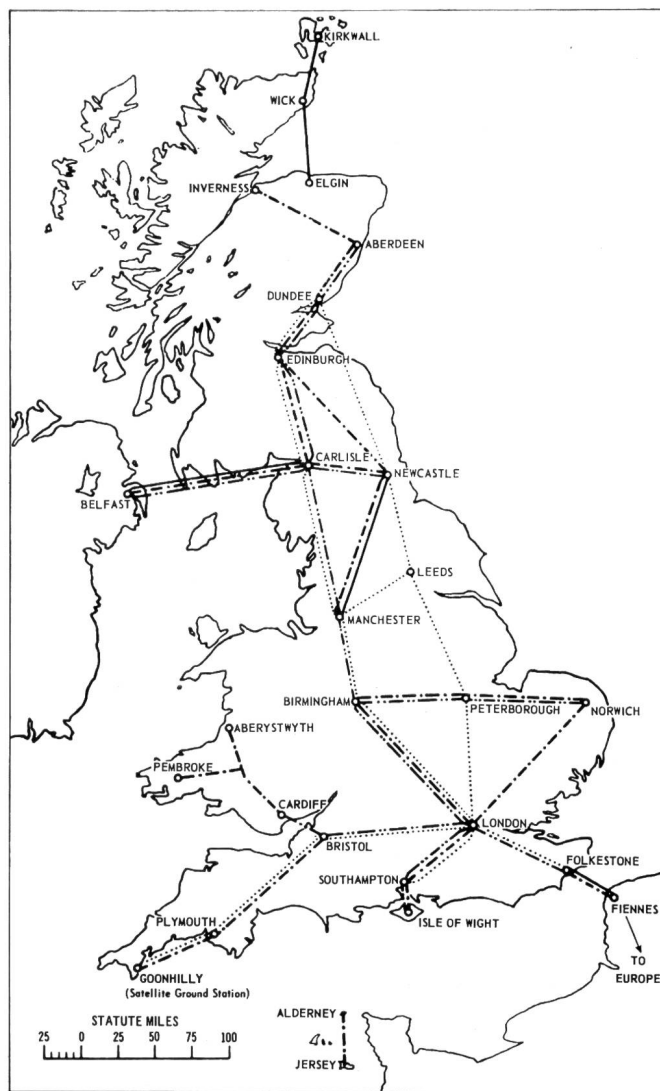 KIRKWALL
WICK
ELGIN
INVERNESS
ABERDEEN
DUNDEE
EDINBURGH
CARLISLE
NEWCASTLE
BELFAST
LEEDS
MANCHESTER
BIRMINGHAM
PETERBOROUGH
NORWICH
ABERYSTWYTH
PEMBROKE
CARDIFF
LONDON
BRISTOL
FOLKESTONE
SOUTHAMPTON
FIENNES
PLYMOUTH
ISLE OF WIGHT
TO
EUROPE
GOONHILLY
(Satellite Ground Station)
ALDERNEY
STATUTE MILES
25 0 25 50 75 100
JERSEY